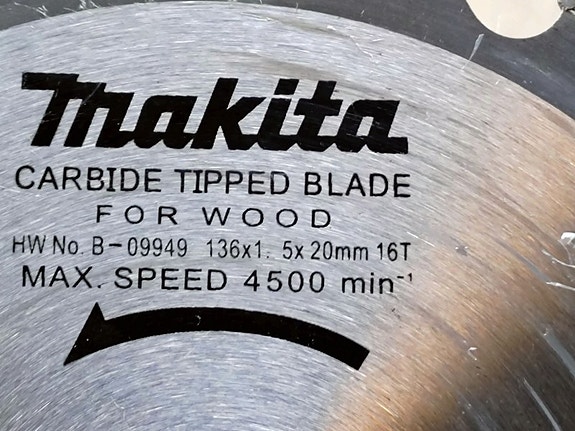 makita
CARBIDE TIPPED BLADE
FOR WOOD
HW No. B-09949 136x1.5x20mm 16T
MAX. SPEED 4500 min⁻¹